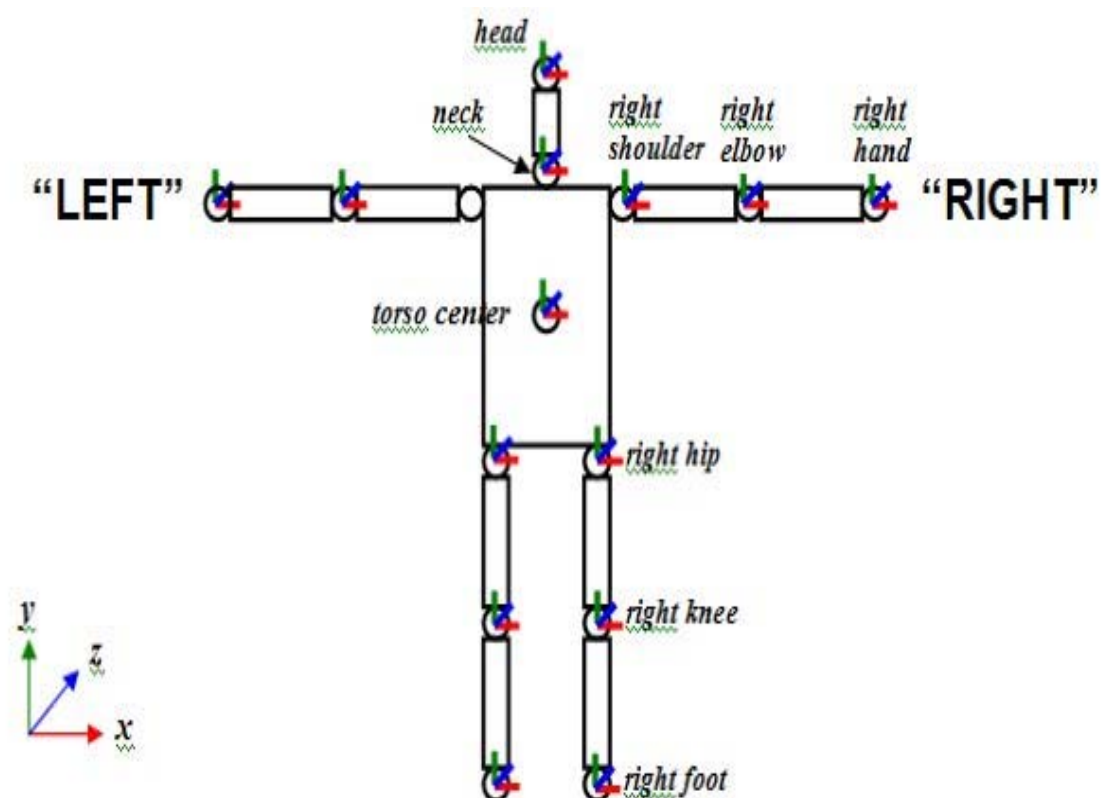 head
neck
right
shoulder
right
elbow
right
hand
“LEFT”
“RIGHT”
torso center
right hip
right knee
right foot
y
z
x